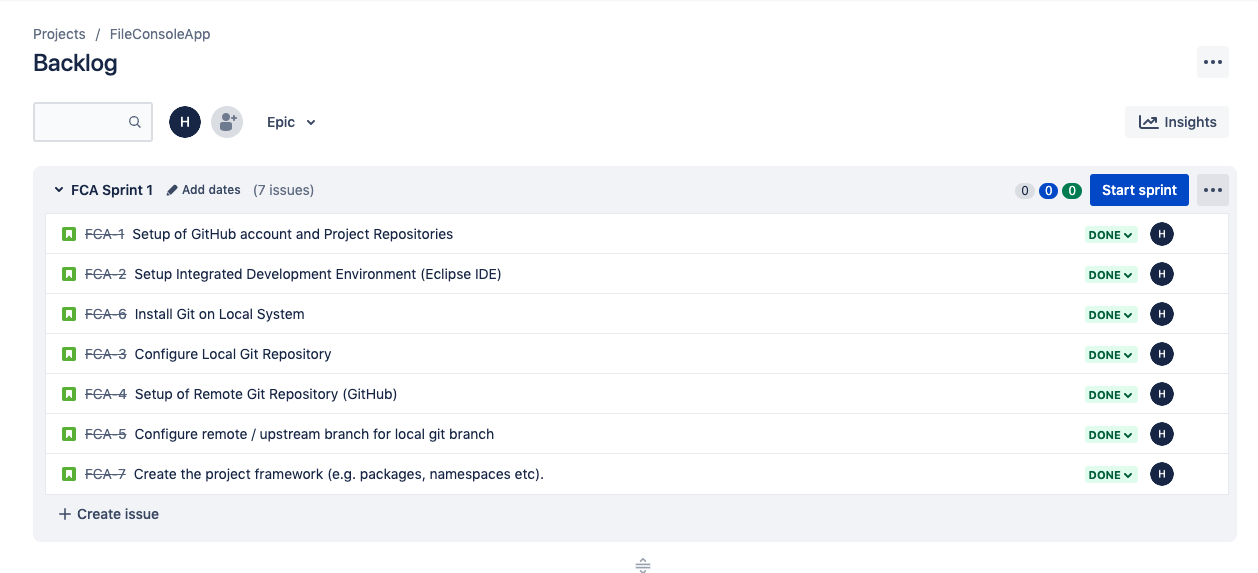 Projects / FileConsoleApp
Backlog
H Epic Insights
FCA Sprint 1 Add dates (7 issues) 0 0 0 Start sprint
FCA-1 Setup of GitHub account and Project Repositories DONE H
FCA-2 Setup Integrated Development Environment (Eclipse IDE) DONE H
FCA-6 Install Git on Local System DONE H
FCA-3 Configure Local Git Repository DONE H
FCA-4 Setup of Remote Git Repository (GitHub) DONE H
FCA-5 Configure remote / upstream branch for local git branch DONE H
FCA-7 Create the project framework (e.g. packages, namespaces etc). DONE H
Create issue